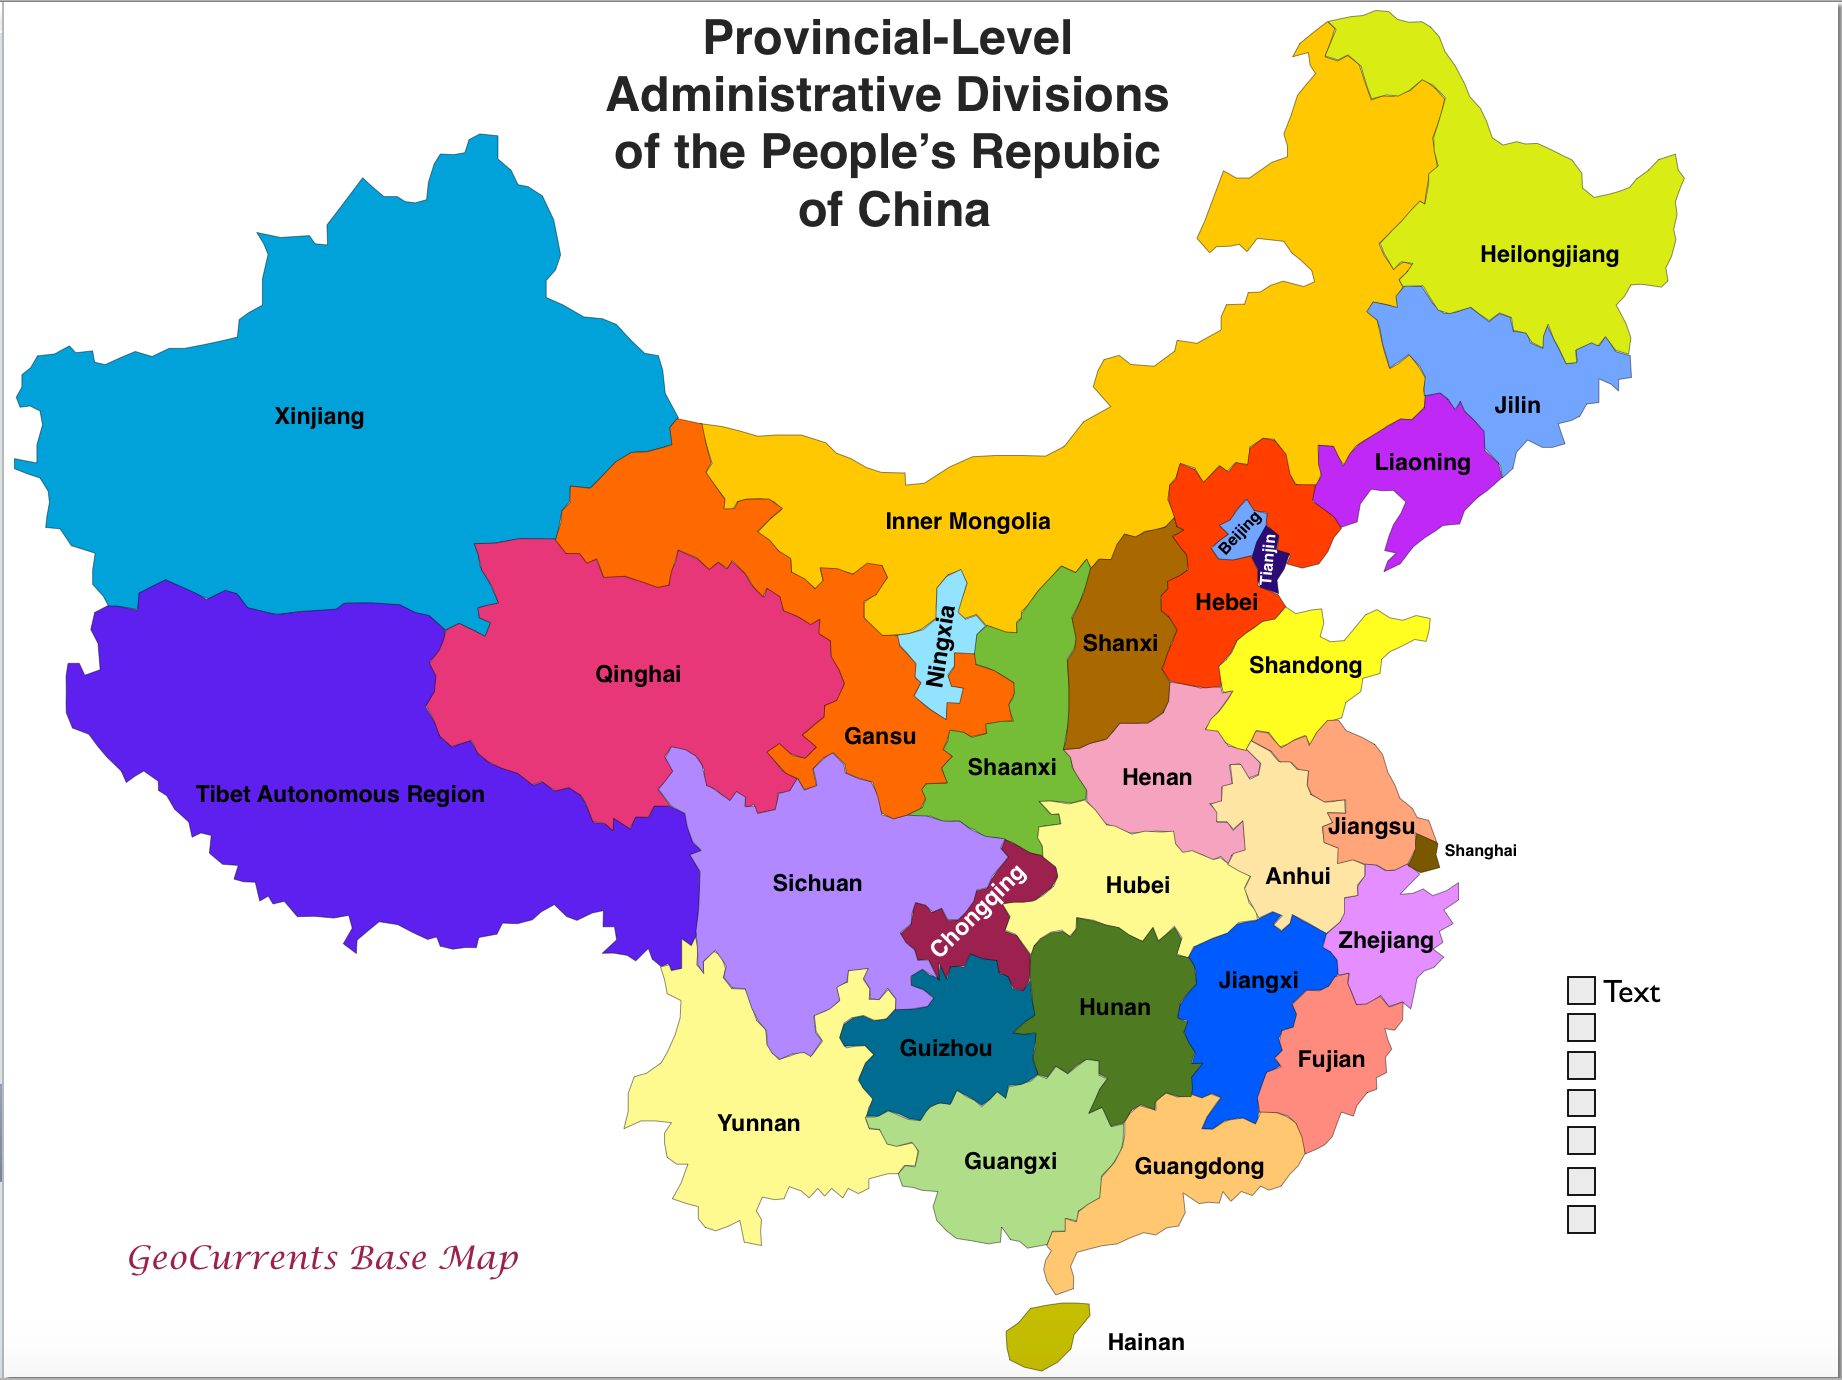 Provincial-Level
Administrative Divisions
of the People’s Repubic
of China
Heilongjiang
Jilin
Xinjiang
Liaoning
Inner Mongolia
Beijing
Tianjin
Hebei
Ningxia
Shanxi
Shandong
Qinghai
Gansu
Shaanxi
Henan
Tibet Autonomous Region
Jiangsu
Shanghai
Sichuan
Chongqing
Hubei
Anhui
Zhejiang
Jiangxi
Text
Hunan
Guizhou
Fujian
Yunnan
Guangxi
Guangdong
GeoCurrents Base Map
Hainan